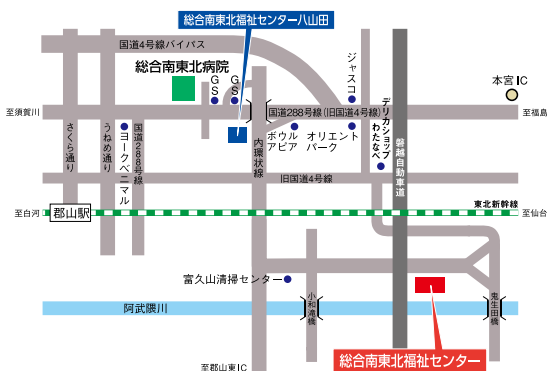 総合南東北福祉センター八山田
国道4号線バイパス
総合南東北病院
GS
GS
ジャスコ
本宮IC
至須賀川
国道288号線(旧国道4号線)
至福島
さくら通り
うねめ通り
ヨークベニマル
国道288号線
内環状線
ボウル
アピア
オリエント
パーク
デリカショップ
わたなべ
磐越自動車道
旧国道4号線
東北新幹線
至白河
郡山駅
至仙台
富久山清掃センター
阿武隈川
小和滝橋
鬼生田橋
総合南東北福祉センター
至郡山東IC